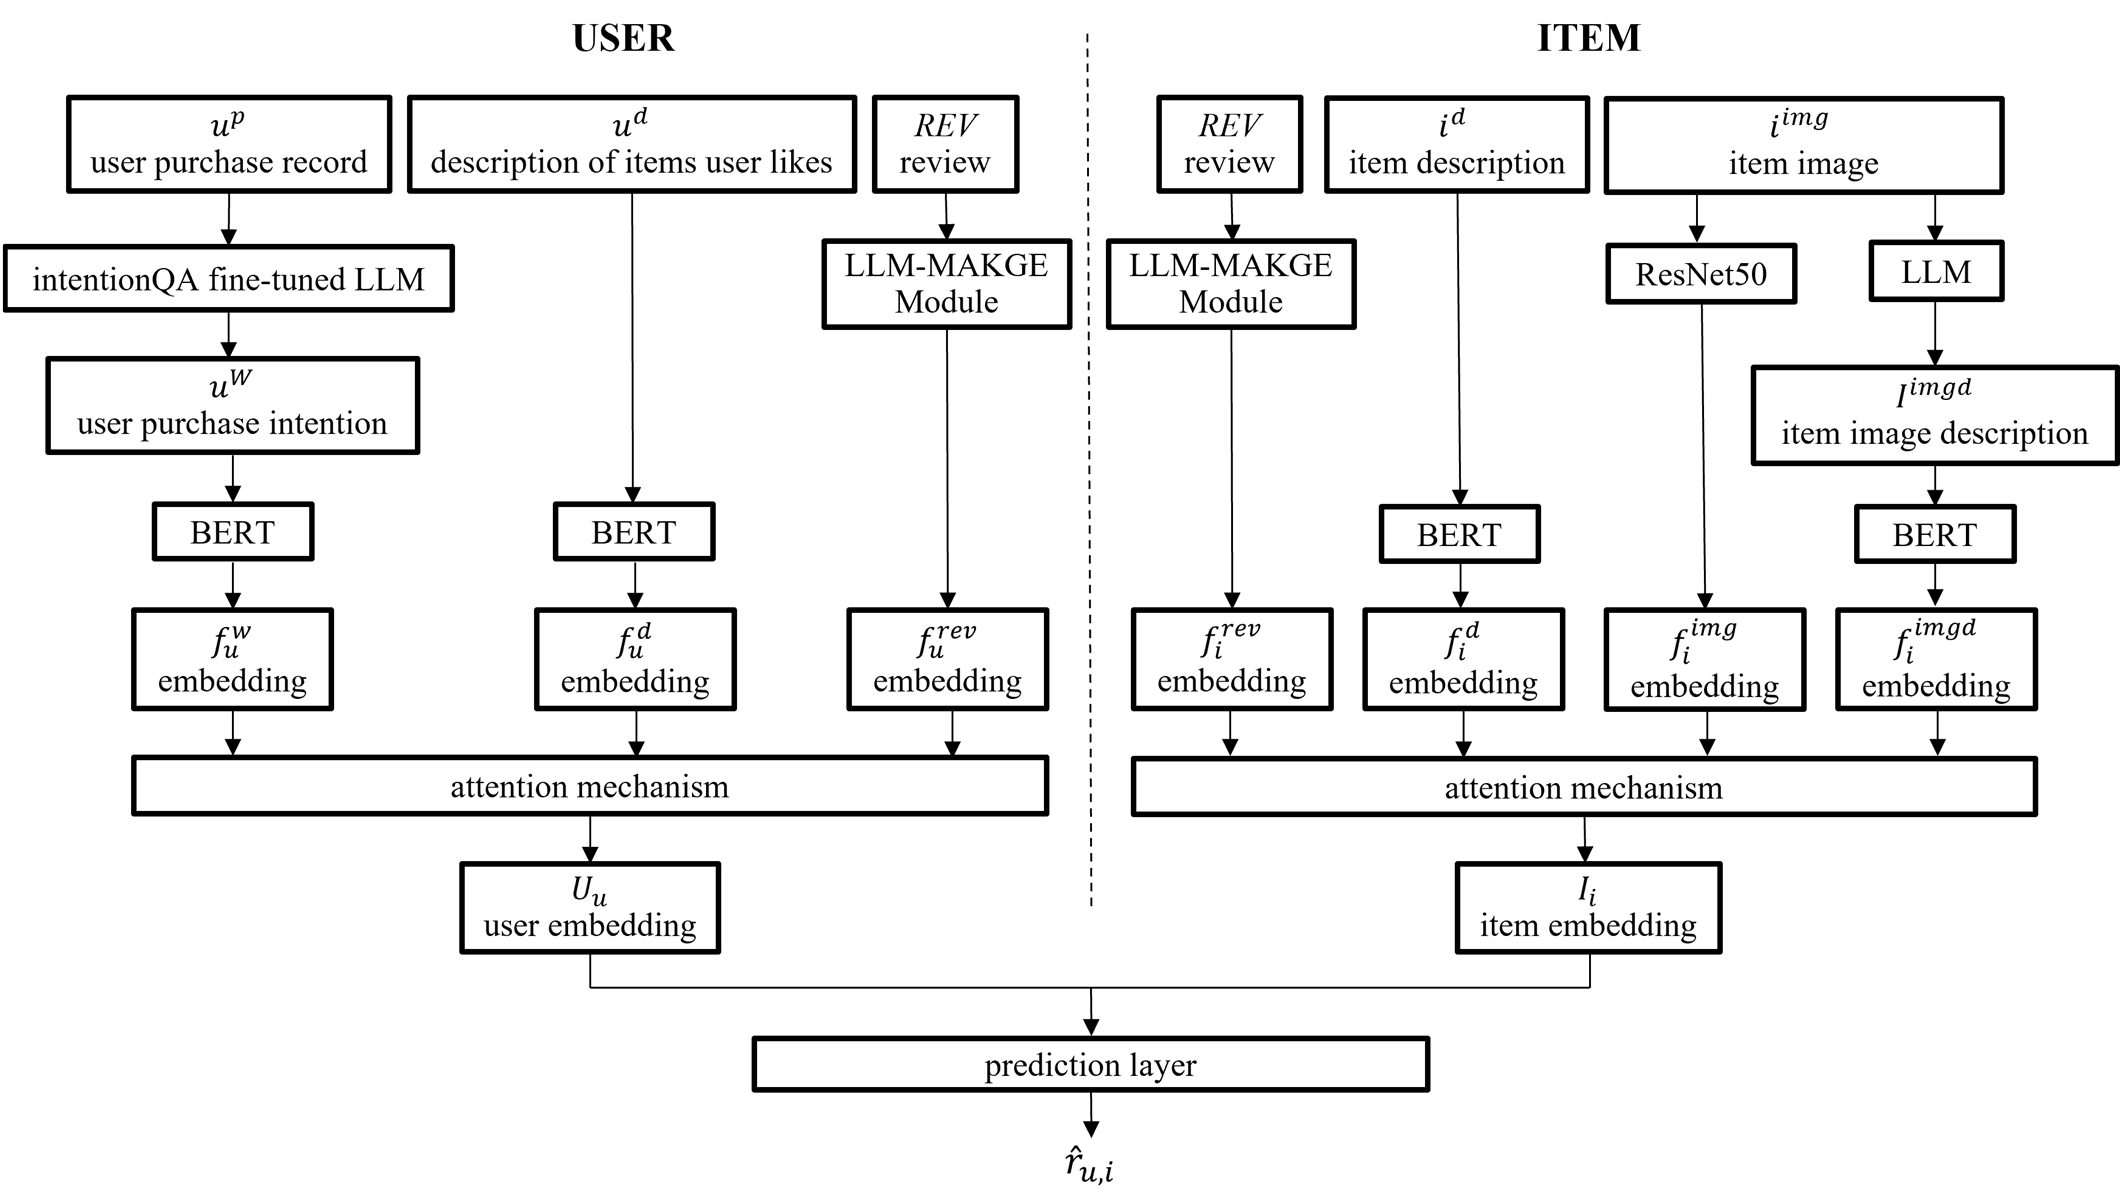 USER
ITEM
u^p
user purchase record
u^d
description of items user likes
REV
review
REV
review
i^d
item description
i^{img}
item image
intentionQA fine-tuned LLM
LLM-MAKGE
Module
LLM-MAKGE
Module
ResNet50
LLM
u^W
user purchase intention
I^{imgd}
item image description
BERT
BERT
BERT
BERT
f_u^w
embedding
f_u^d
embedding
f_u^{rev}
embedding
f_i^{rev}
embedding
f_i^d
embedding
f_i^{img}
embedding
f_i^{imgd}
embedding
attention mechanism
attention mechanism
U_u
user embedding
I_i
item embedding
prediction layer
r̂_{u,i}